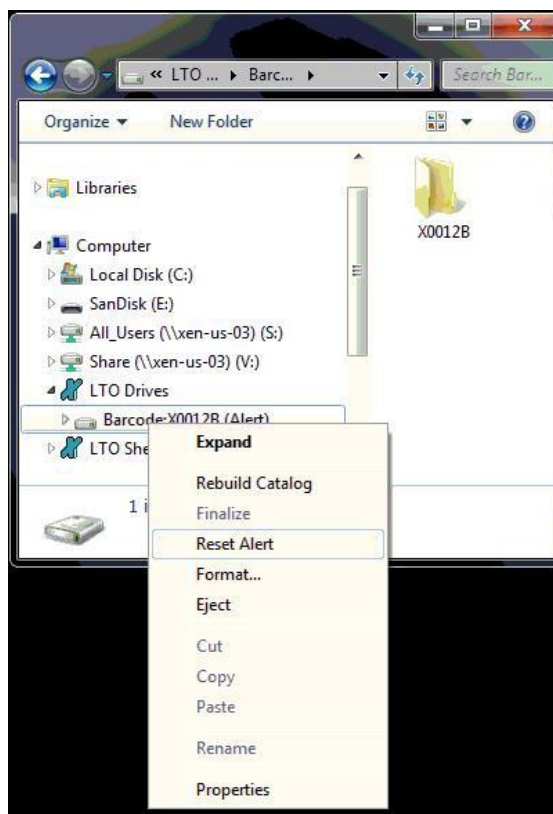 « LTO ... ▸ Barc... ▸
Search Bar...
Organize
New Folder
Libraries
Computer
Local Disk (C:)
SanDisk (E:)
All_Users (\\xen-us-03) (S:)
Share (\\xen-us-03) (V:)
LTO Drives
Barcode:X0012B (Alert)
LTO She
X0012B
1 i
Expand
Rebuild Catalog
Finalize
Reset Alert
Format...
Eject
Cut
Copy
Paste
Rename
Properties